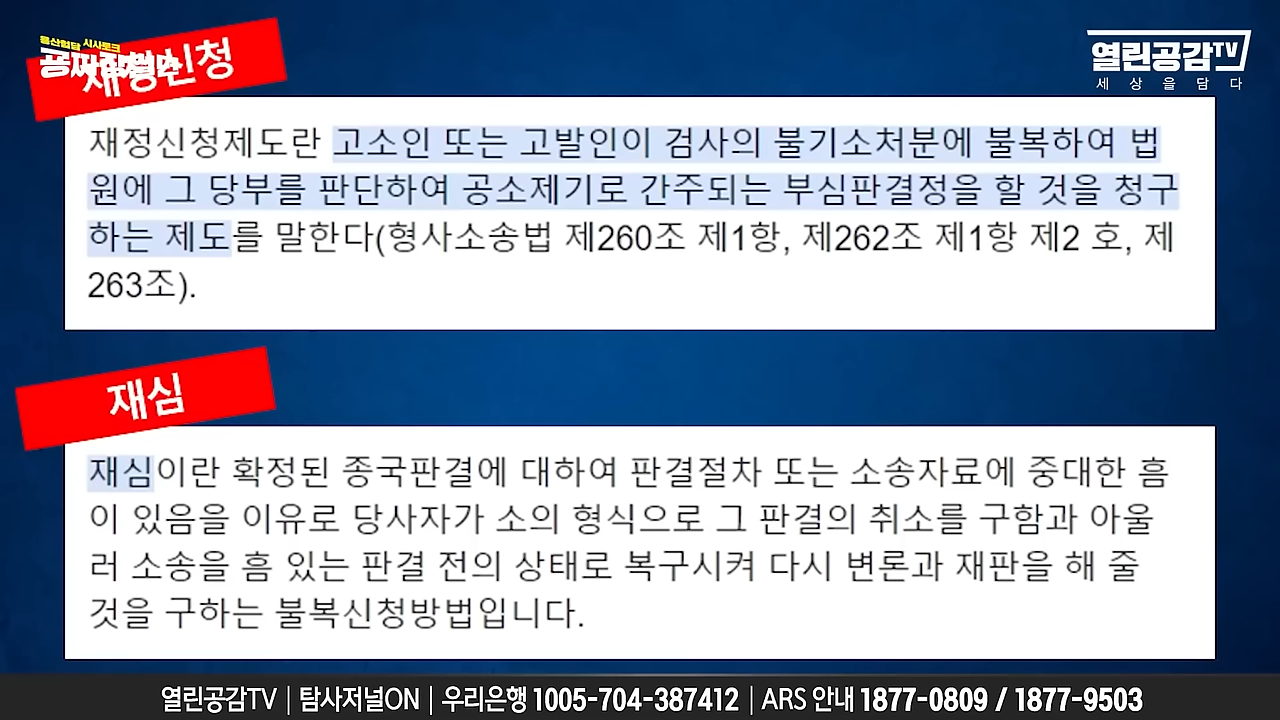 용산협담 시사토크
재정신청
열린공감TV
세상을담다
재정신청제도란 고소인 또는 고발인이 검사의 불기소처분에 불복하여 법
원에 그 당부를 판단하여 공소제기로 간주되는 부심판결정을 할 것을 청구
하는 제도를 말한다(형사소송법 제260조 제1항, 제262조 제1항 제2 호, 제
263조).
재심
재심이란 확정된 종국판결에 대하여 판결절차 또는 소송자료에 중대한 흠
이 있음을 이유로 당사자가 소의 형식으로 그 판결의 취소를 구함과 아울
러 소송을 흠 있는 판결 전의 상태로 복구시켜 다시 변론과 재판을 해 줄
것을 구하는 불복신청방법입니다.
열린공감TV | 탐사저널ON | 우리은행 1005-704-387412 | ARS 안내 1877-0809 / 1877-9503